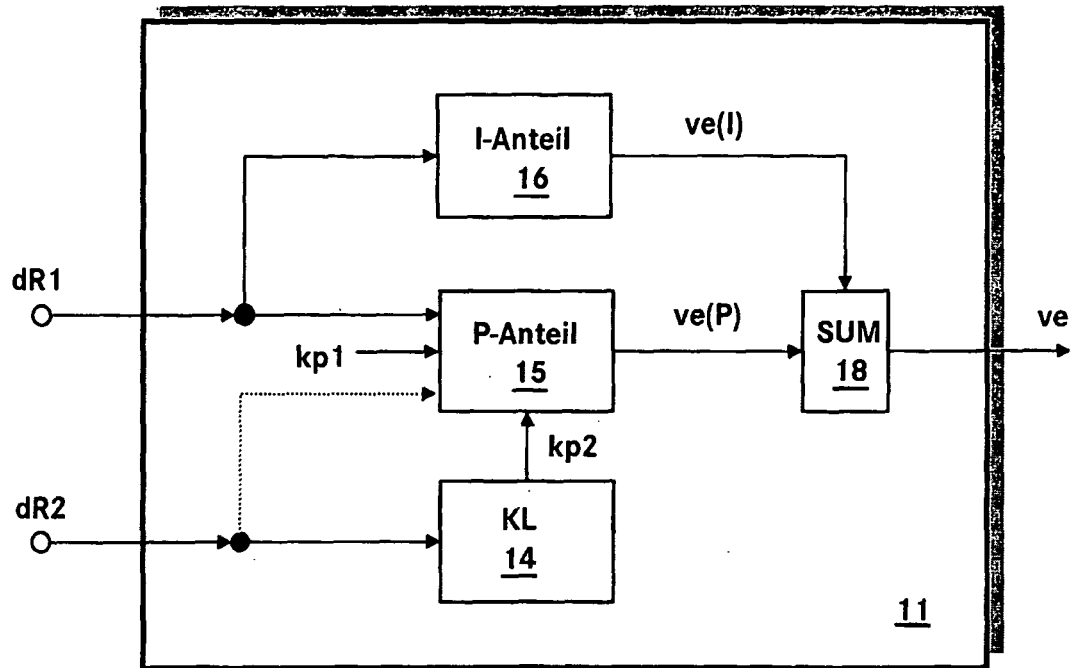 I-Anteil
16
ve(I)
dR1
kp1
P-Anteil
15
ve(P)
SUM
18
ve
kp2
dR2
KL
14
11